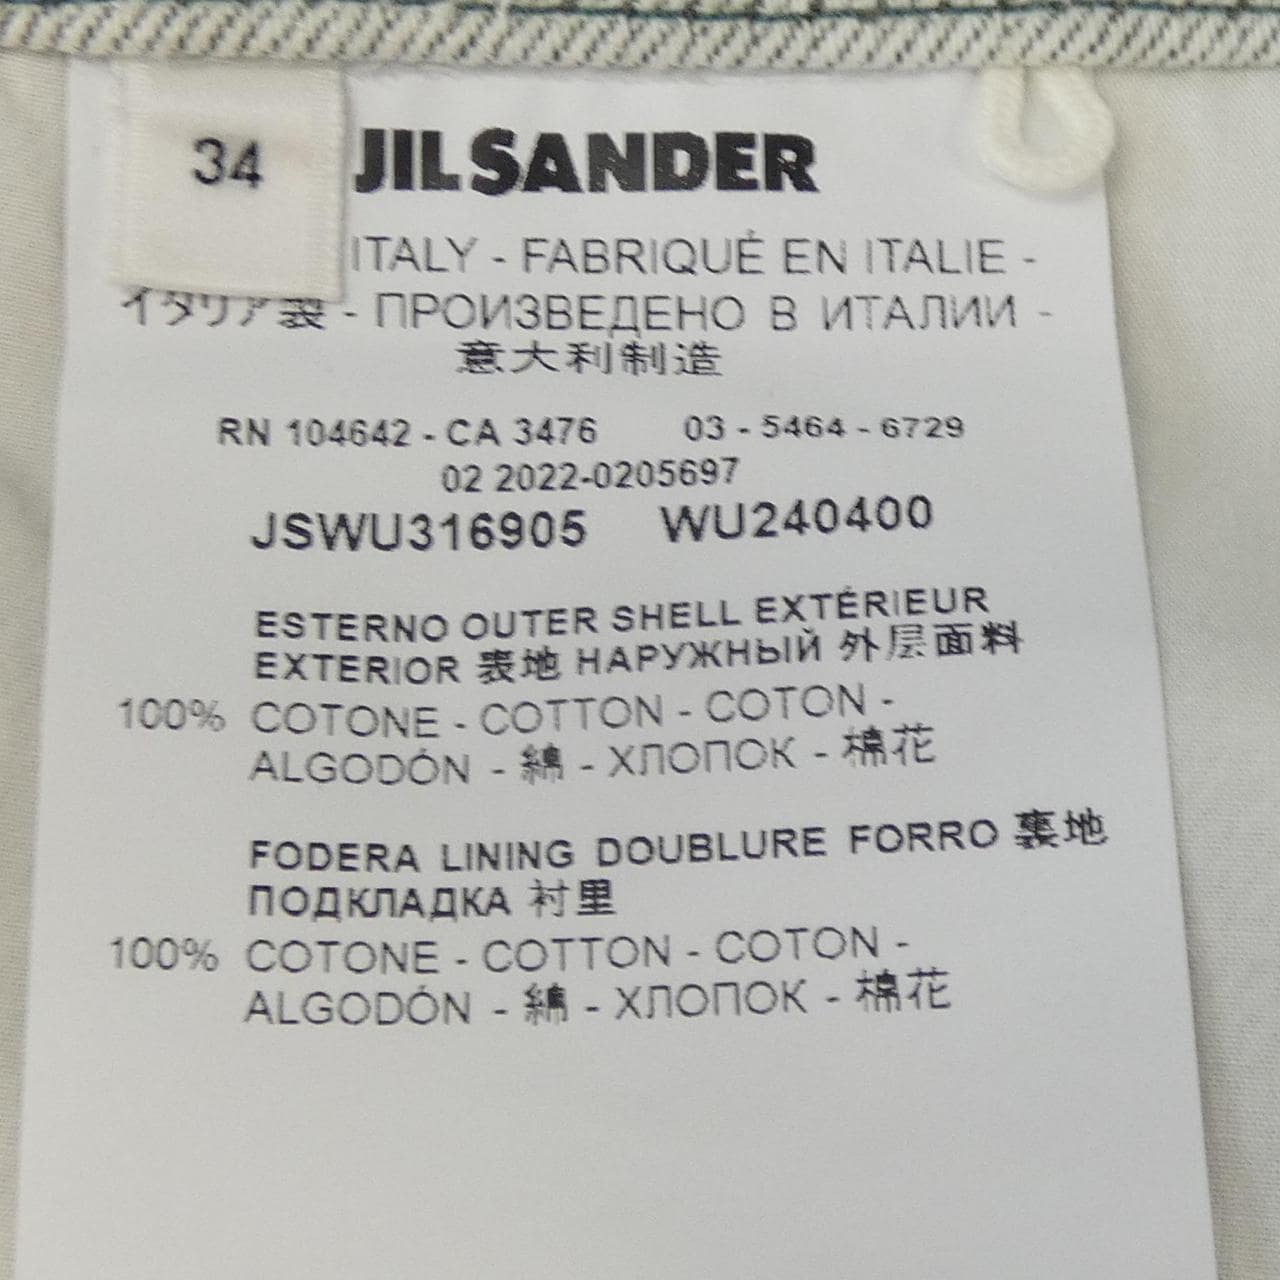 34
JIL SANDER
ITALY - FABRIQUÉ EN ITALIE -
イタリア製 - ПРОИЗВЕДЕНО В ИТАЛИИ -
意大利制造
RN 104642 - CA 3476 03 - 5464 - 6729
02 2022-0205697
JSWU316905 WU240400
ESTERNO OUTER SHELL EXTÉRIEUR
EXTERIOR 表地 НАРУЖНЫЙ 外层面料
100% COTONE - COTTON - COTON -
ALGODÓN - 綿 - ХЛОПОК - 棉花
FODERA LINING DOUBLURE FORRO 裏地
ПОДКЛАДКА 衬里
100% COTONE - COTTON - COTON -
ALGODÓN - 綿 - ХЛОПОК - 棉花